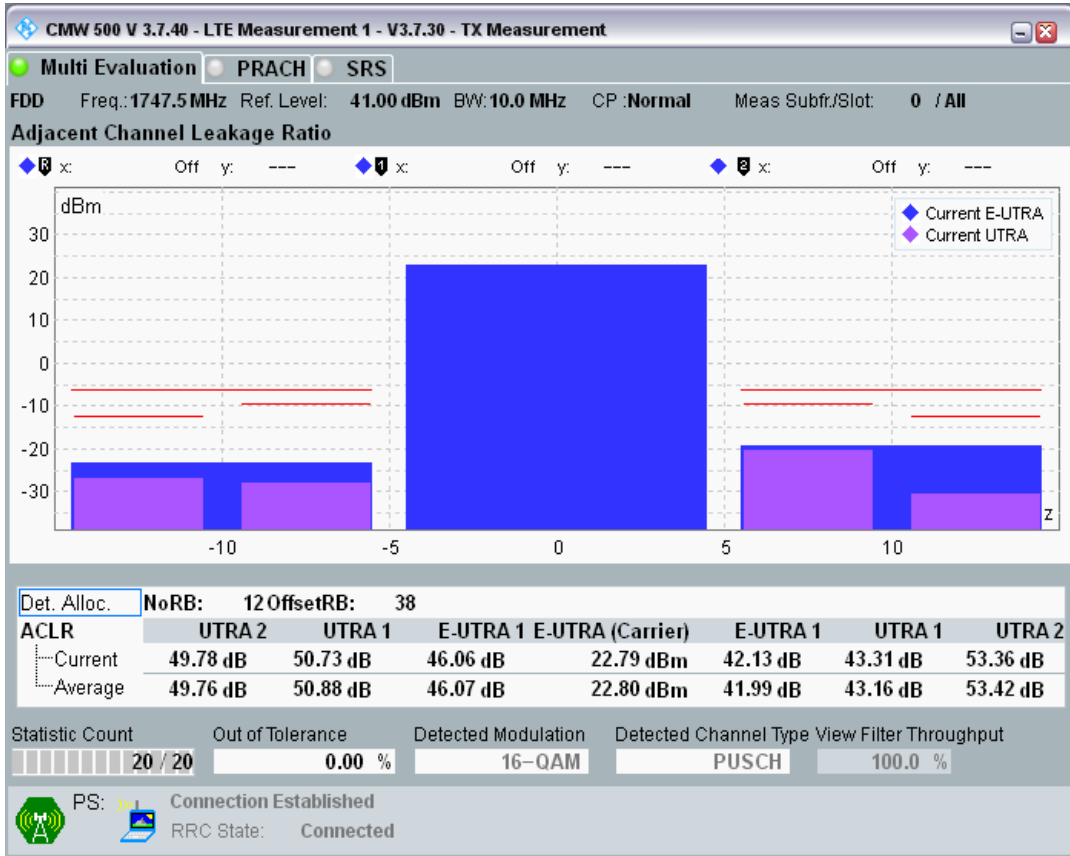 CMW 500 V 3.7.40 - LTE Measurement 1 - V3.7.30 - TX Measurement
Multi Evaluation PRACH SRS
FDD Freq.:1747.5 MHz Ref. Level: 41.00 dBm BW: 10.0 MHz CP :Normal Meas Subfr./Slot: 0 / All
Adjacent Channel Leakage Ratio
R x: Off y: --- 1 x: Off y: --- 2 x: Off y: ---
dBm
Current E-UTRA
Current UTRA
30
20
10
0
-10
-20
-30
z
-10 -5 0 5 10
Det. Alloc. NoRB: 12 OffsetRB: 38
ACLR UTRA 2 UTRA 1 E-UTRA 1 E-UTRA (Carrier) E-UTRA 1 UTRA 1 UTRA 2
Current 49.78 dB 50.73 dB 46.06 dB 22.79 dBm 42.13 dB 43.31 dB 53.36 dB
Average 49.76 dB 50.88 dB 46.07 dB 22.80 dBm 41.99 dB 43.16 dB 53.42 dB
Statistic Count Out of Tolerance Detected Modulation Detected Channel Type View Filter Throughput
20 / 20 0.00 % 16-QAM PUSCH 100.0 %
PS: Connection Established
RRC State: Connected